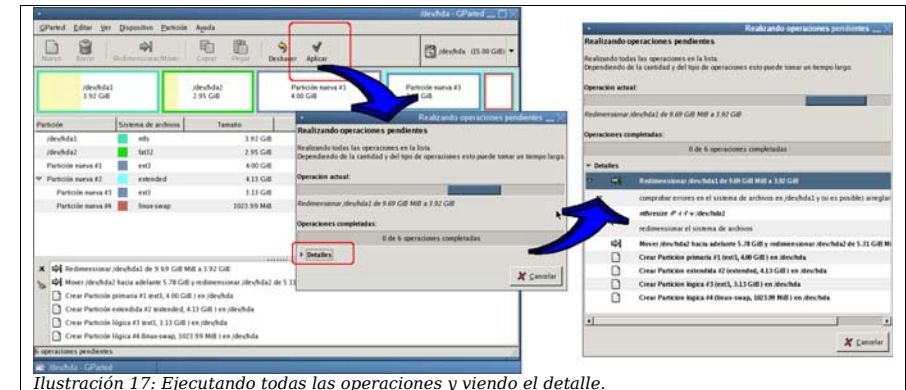 /dev/hda - GParted
GParted Editar Ver Dispositivo Partición Ayuda
Nuevo Borrar Redimensionar/Mover Copiar Pegar Deshacer Aplicar
/dev/hda (15.00 GiB)
/dev/hda1
3.92 GiB
/dev/hda2
2.95 GiB
Partición nueva #1
4.00 GiB
Partición nueva #3
GiB
Partición Sistema de archivos Tamaño
/dev/hda1 ntfs 3.92 GiB
/dev/hda2 fat32 2.95 GiB
Partición nueva #1 ext3 4.00 GiB
Partición nueva #2 extended 4.13 GiB
Partición nueva #3 ext3 3.13 GiB
Partición nueva #4 linux-swap 1023.99 MiB
Redimensionar /dev/hda1 de 9.69 GiB MiB a 3.92 GiB
Mover /dev/hda2 hacia adelante 5.78 GiB y redimensionar /dev/hda2 de 5.31
Crear Partición primaria #1 (ext3, 4.00 GiB) en /dev/hda
Crear Partición extendida #2 (extended, 4.13 GiB) en /dev/hda
Crear Partición lógica #3 (ext3, 3.13 GiB) en /dev/hda
Crear Partición lógica #4 (linux-swap, 1023.99 MiB) en /dev/hda
6 operaciones pendientes
/dev/hda - GParted
Realizando operaciones pendientes
Realizando operaciones pendientes
Realizando todas las operaciones en la lista.
Dependiendo de la cantidad y del tipo de operaciones esto puede tomar un tiempo largo.
Operación actual:
Redimensionar /dev/hda1 de 9.69 GiB MiB a 3.92 GiB
Operaciones completadas:
0 de 6 operaciones completadas
Detalles
Cancelar
Realizando operaciones pendientes
Realizando operaciones pendientes
Realizando todas las operaciones en la lista.
Dependiendo de la cantidad y del tipo de operaciones esto puede tomar un tiempo largo.
Operación actual:
Redimensionar /dev/hda1 de 9.69 GiB MiB a 3.92 GiB
Operaciones completadas:
0 de 6 operaciones completadas
Detalles
Redimensionar /dev/hda1 de 9.69 GiB MiB a 3.92 GiB
comprobar errores en el sistema de archivos en /dev/hda1 y (si es posible) arreglar
ntfsresize -P -i -f -v /dev/hda1
redimensionar el sistema de archivos
Mover /dev/hda2 hacia adelante 5.78 GiB y redimensionar /dev/hda2 de 5.31 GiB Mi
Crear Partición primaria #1 (ext3, 4.00 GiB) en /dev/hda
Crear Partición extendida #2 (extended, 4.13 GiB) en /dev/hda
Crear Partición lógica #3 (ext3, 3.13 GiB) en /dev/hda
Crear Partición lógica #4 (linux-swap, 1023.99 MiB) en /dev/hda
Cancelar
Ilustración 17: Ejecutando todas las operaciones y viendo el detalle.